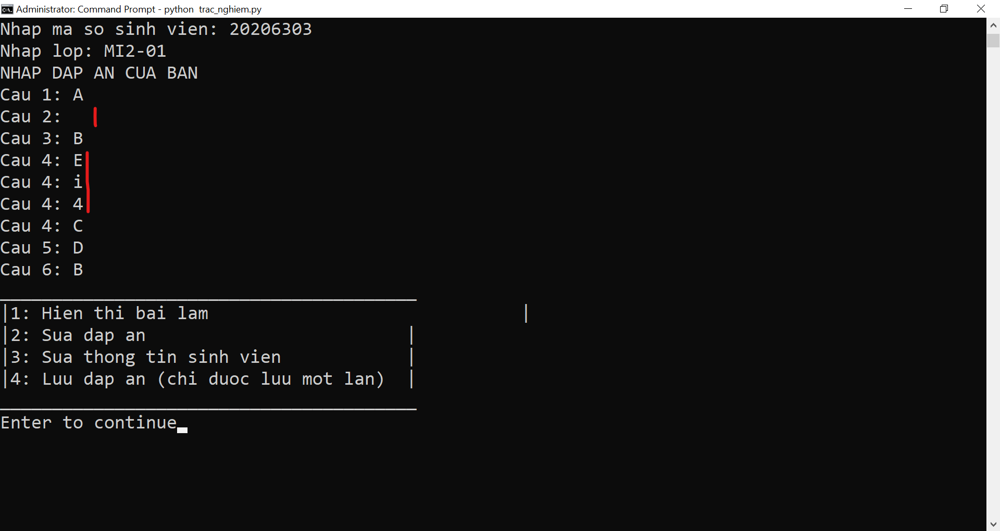 Administrator: Command Prompt - python  trac_nghiem.py
Nhap ma so sinh vien: 20206303
Nhap lop: MI2-01
NHAP DAP AN CUA BAN
Cau 1: A
Cau 2:
Cau 3: B
Cau 4: E
Cau 4: i
Cau 4: 4
Cau 4: C
Cau 5: D
Cau 6: B
________________________________________
|1: Hien thi bai lam                              |
|2: Sua dap an                         |
|3: Sua thong tin sinh vien            |
|4: Luu dap an (chi duoc luu mot lan)  |
________________________________________
Enter to continue